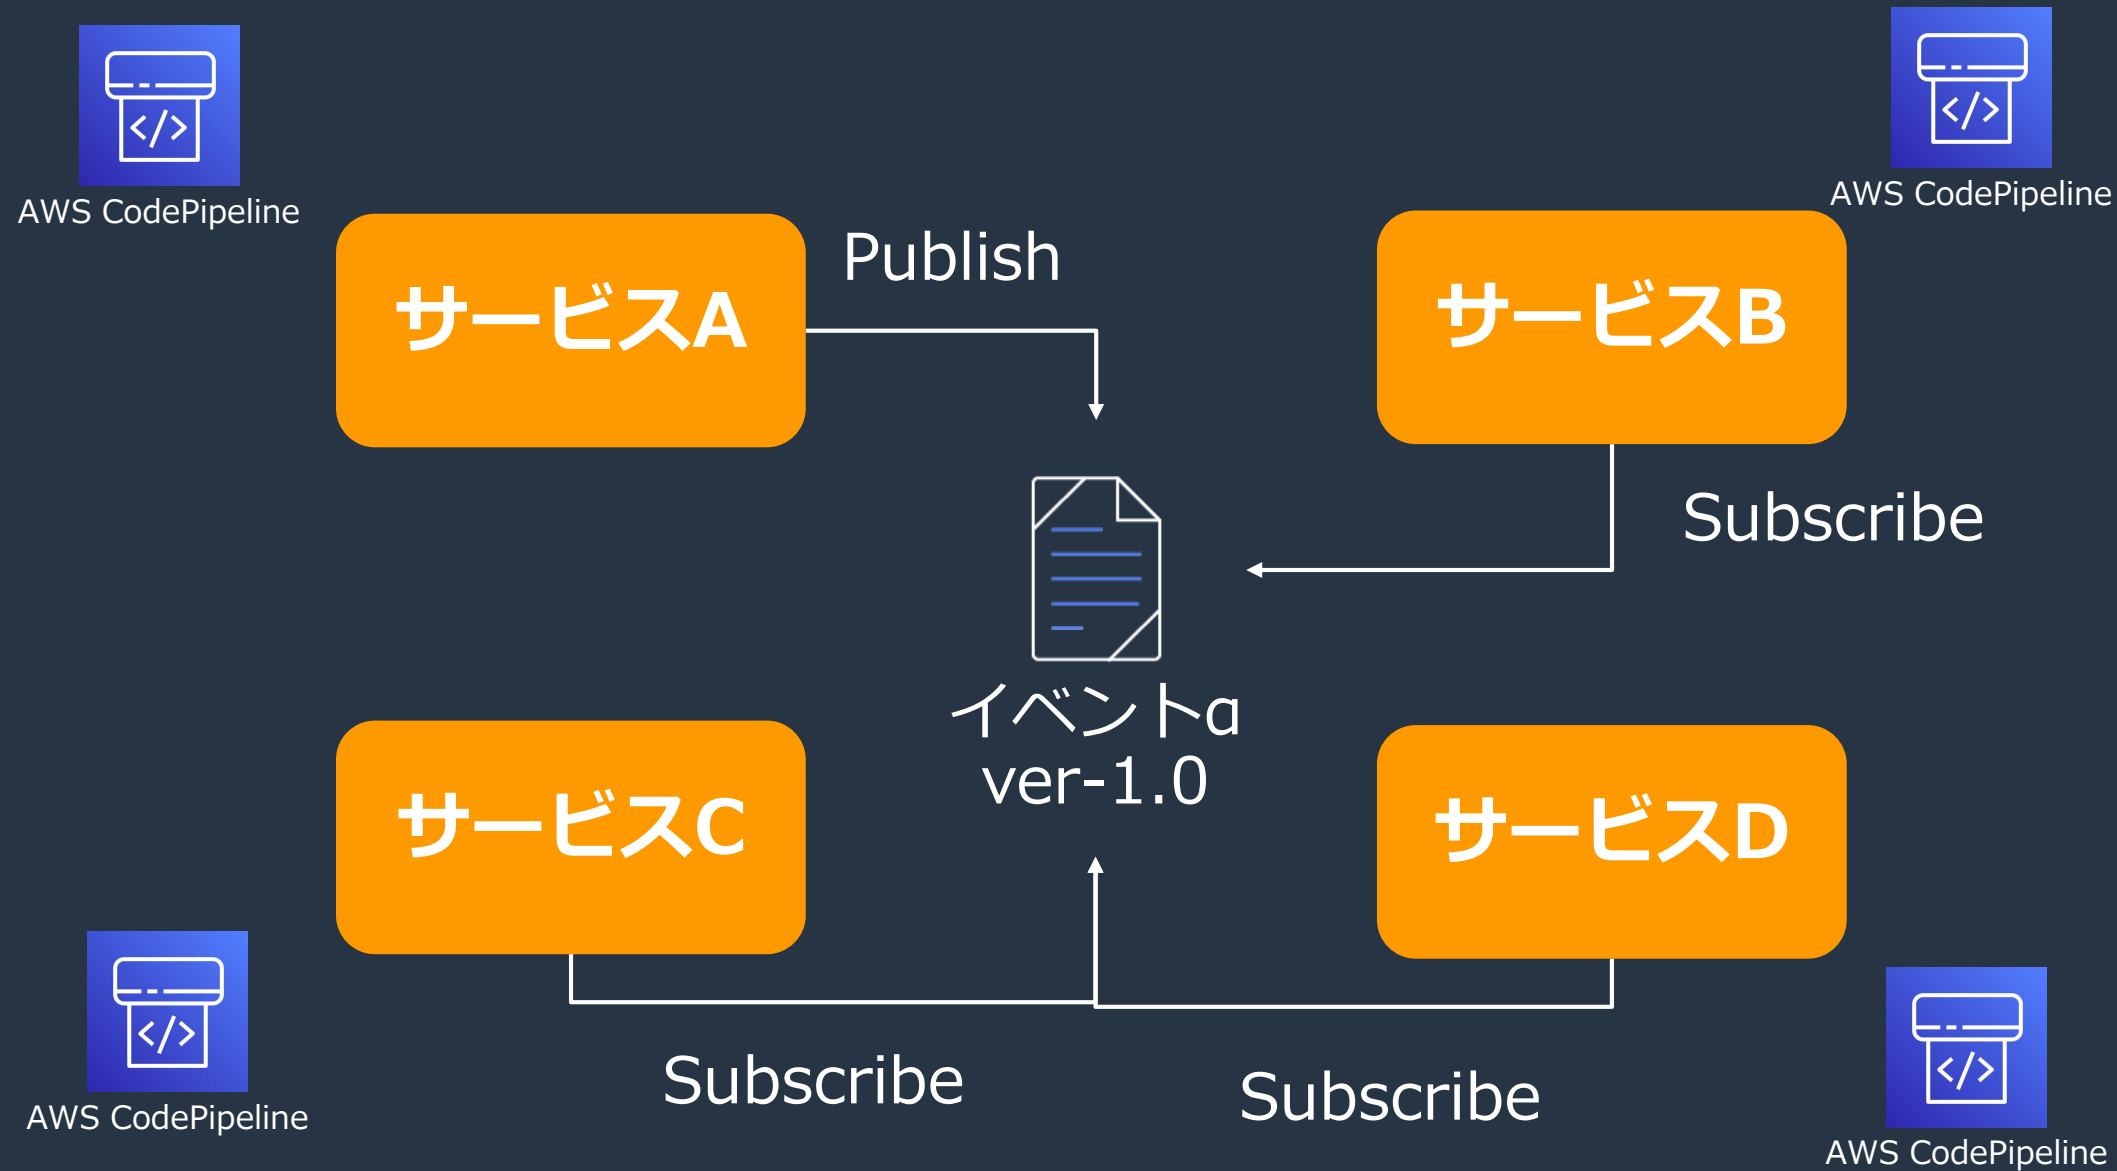 AWS CodePipeline
AWS CodePipeline
サービスA
Publish
サービスB
Subscribe
イベントα
ver-1.0
サービスC
サービスD
Subscribe
Subscribe
AWS CodePipeline
AWS CodePipeline